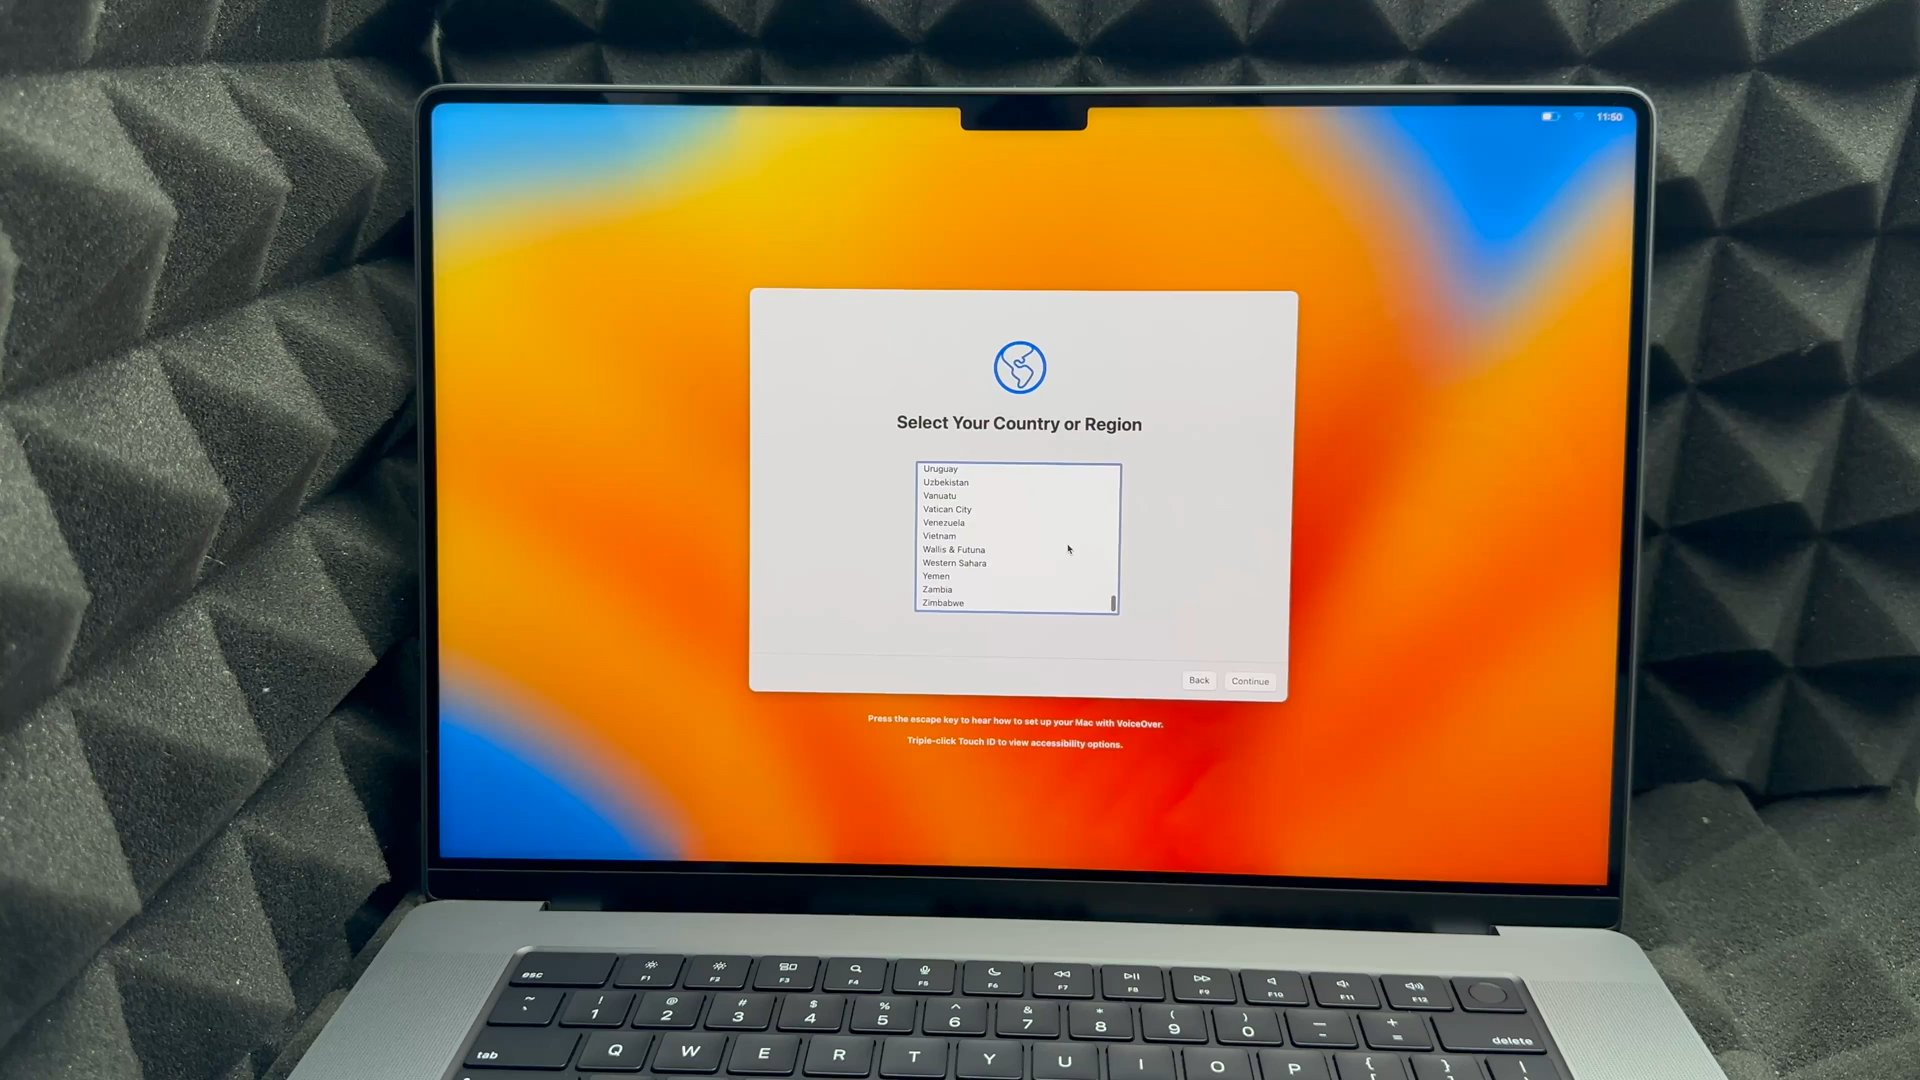 11:50
Select Your Country or Region
Uruguay
Uzbekistan
Vanuatu
Vatican City
Venezuela
Vietnam
Wallis & Futuna
Western Sahara
Yemen
Zambia
Zimbabwe
Back Continue
Press the escape key to hear how to set up your Mac with VoiceOver.
Triple-click Touch ID to view accessibility options.
esc F1 F2 F3 F4 F5 F6 F7 F8 F9 F10 F11 F12
~ ! @ # $ % ^ & * ( ) _ +
` 1 2 3 4 5 6 7 8 9 0 - = delete
tab Q W E R T Y U I O P { }